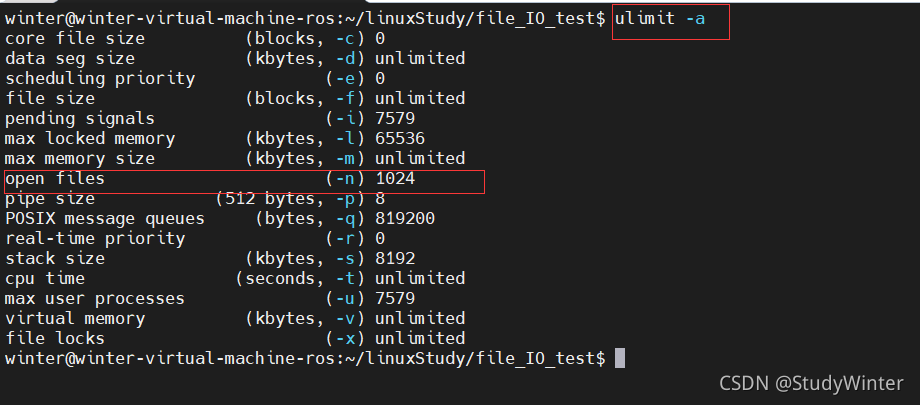 winter@winter-virtual-machine-ros:~/linuxStudy/file_IO_test$ ulimit -a
core file size (blocks, -c) 0
data seg size (kbytes, -d) unlimited
scheduling priority (-e) 0
file size (blocks, -f) unlimited
pending signals (-i) 7579
max locked memory (kbytes, -l) 65536
max memory size (kbytes, -m) unlimited
open files (-n) 1024
pipe size (512 bytes, -p) 8
POSIX message queues (bytes, -q) 819200
real-time priority (-r) 0
stack size (kbytes, -s) 8192
cpu time (seconds, -t) unlimited
max user processes (-u) 7579
virtual memory (kbytes, -v) unlimited
file locks (-x) unlimited
winter@winter-virtual-machine-ros:~/linuxStudy/file_IO_test$
CSDN @StudyWinter